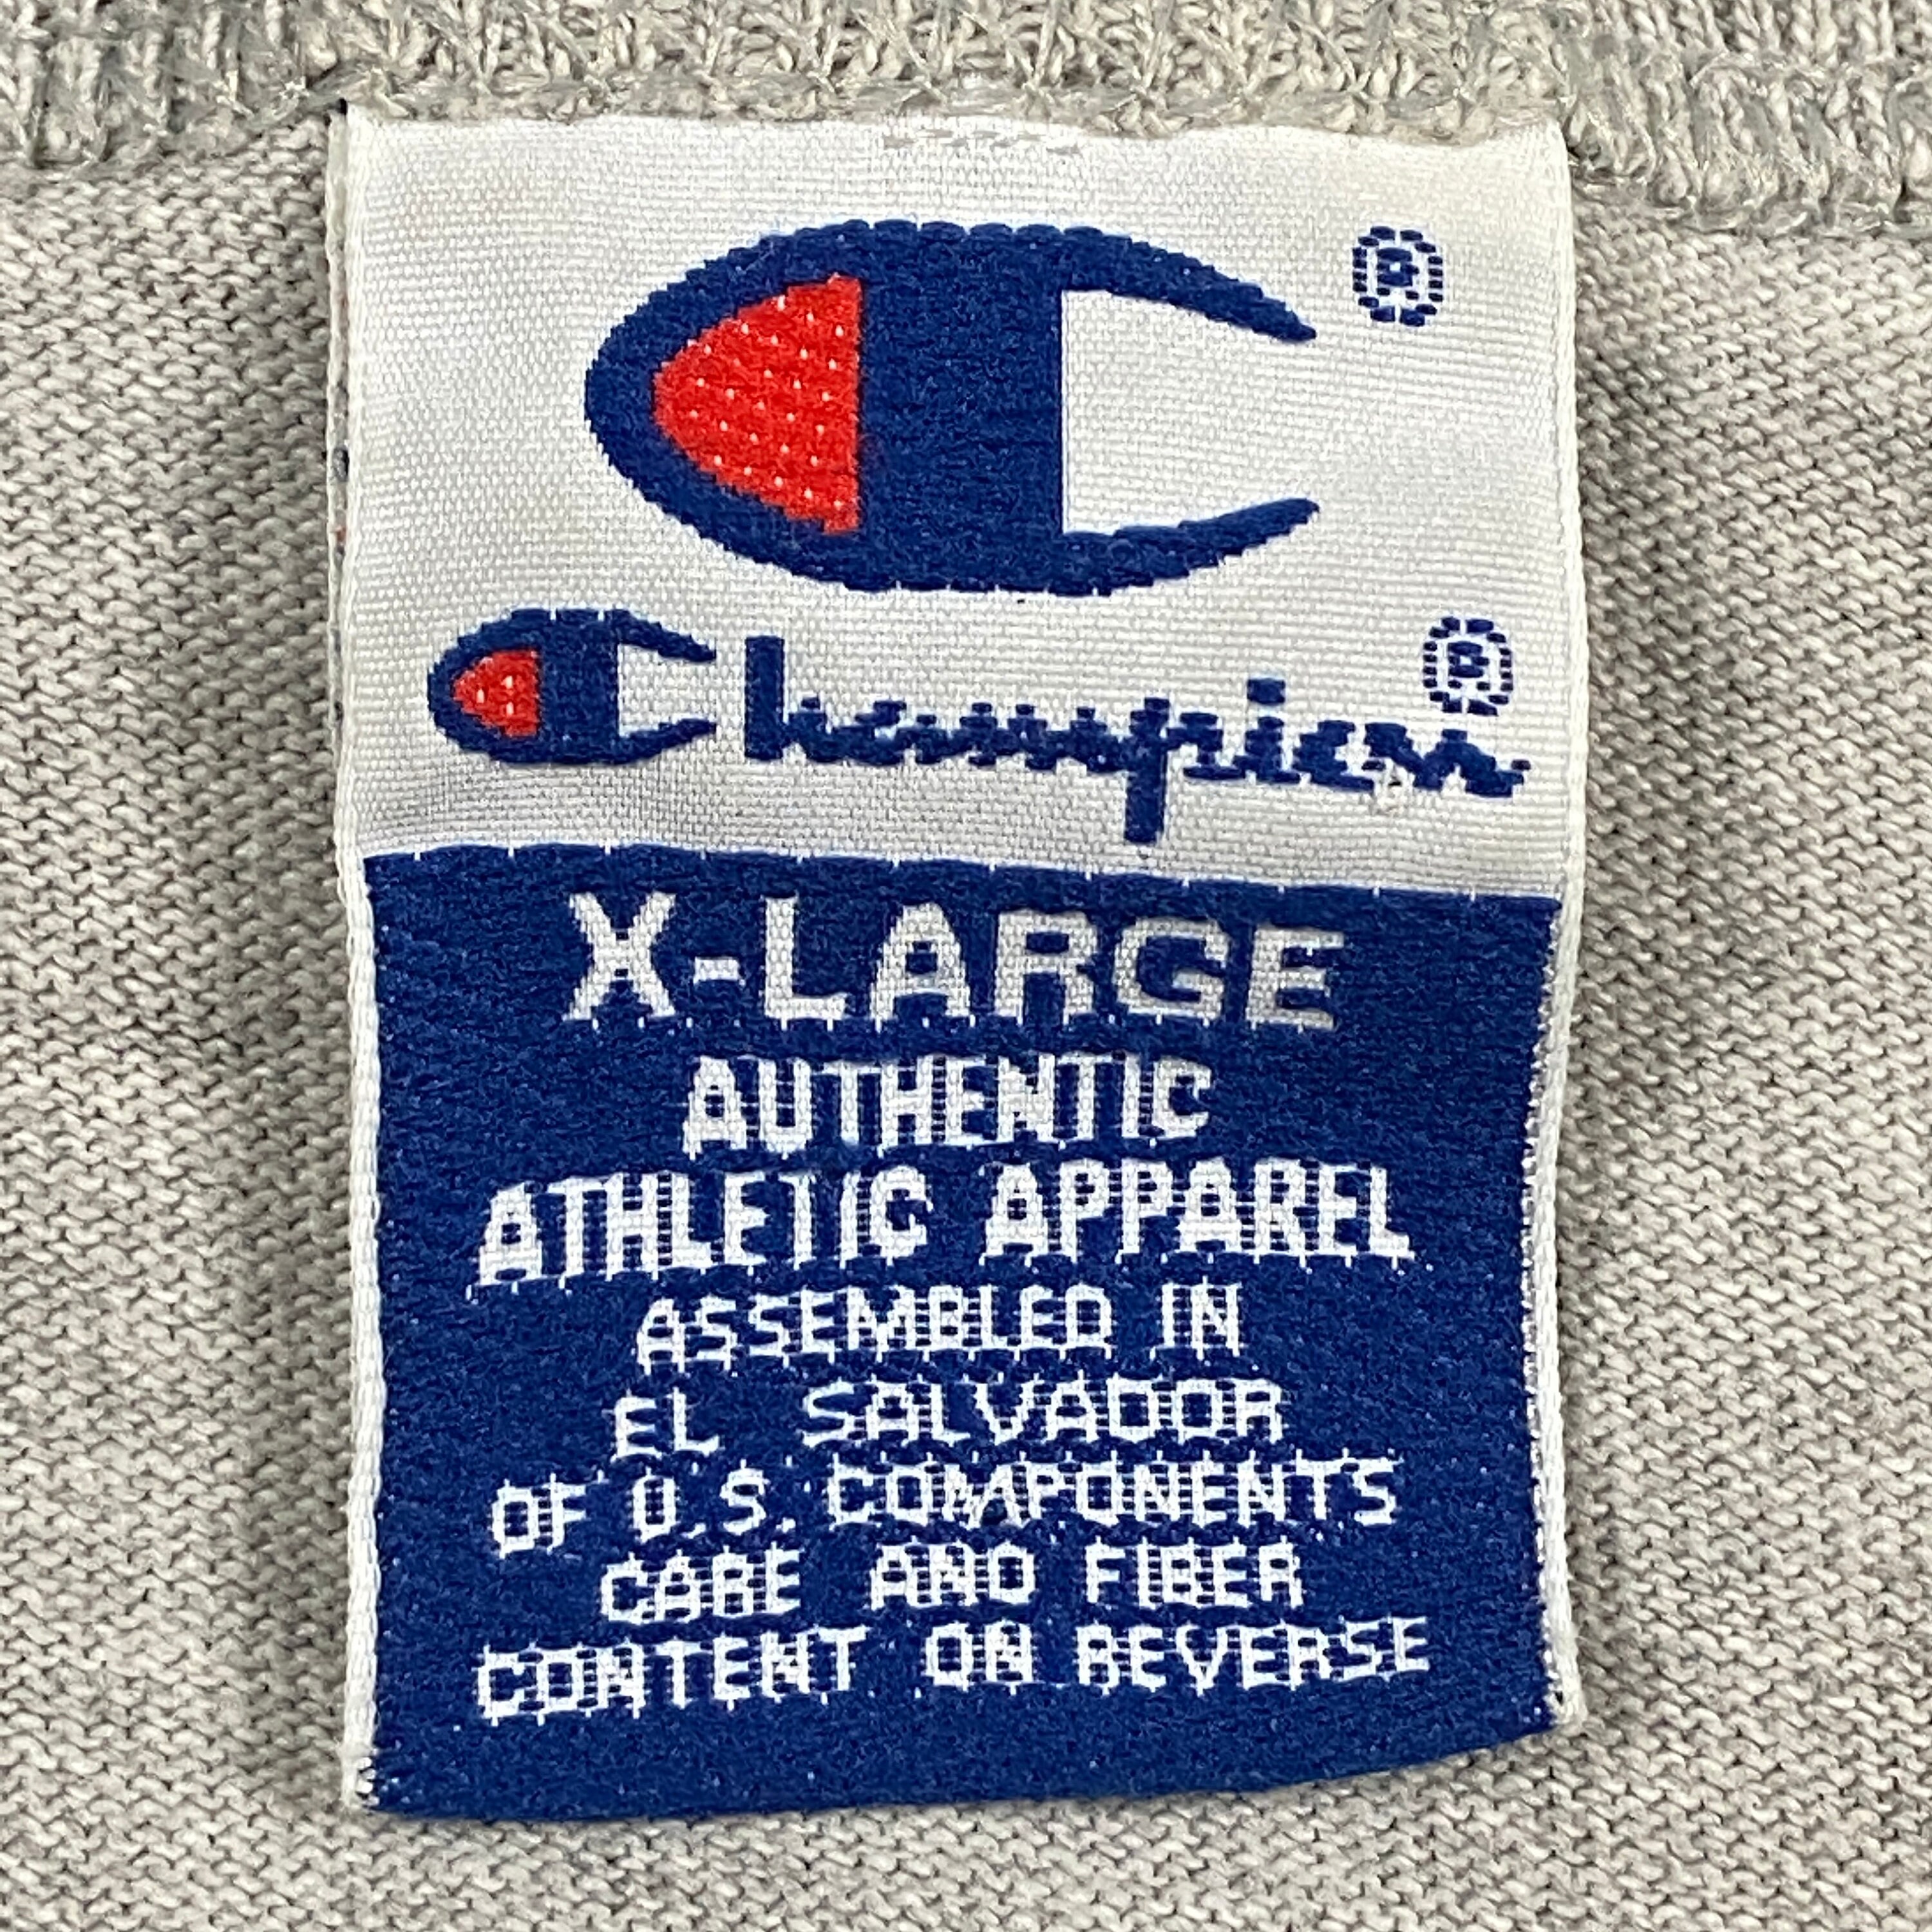 ®
Champion®
X-LARGE
AUTHENTIC
ATHLETIC APPAREL
ASSEMBLED IN
EL SALVADOR
OF U.S. COMPONENTS
CARE AND FIBER
CONTENT ON REVERSE